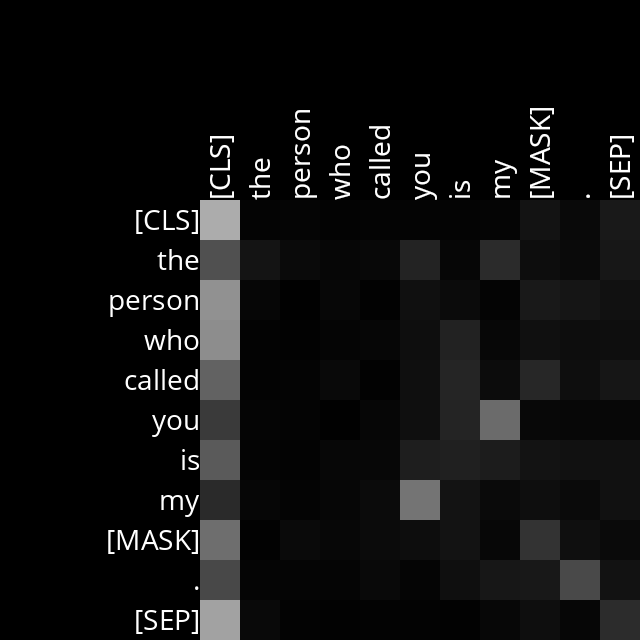 [CLS] the person who called you is my [MASK] . [SEP]
[CLS]
the
person
who
called
you
is
my
[MASK]
.
[SEP]